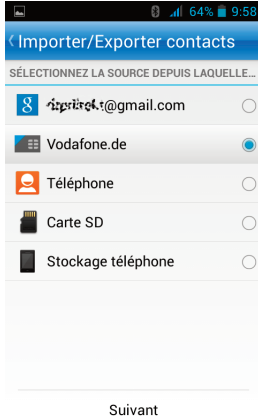 64% 9:58
Importer/Exporter contacts
SÉLECTIONNEZ LA SOURCE DEPUIS LAQUELLE...
8 @gmail.com
Vodafone.de
Téléphone
Carte SD
Stockage téléphone
Suivant